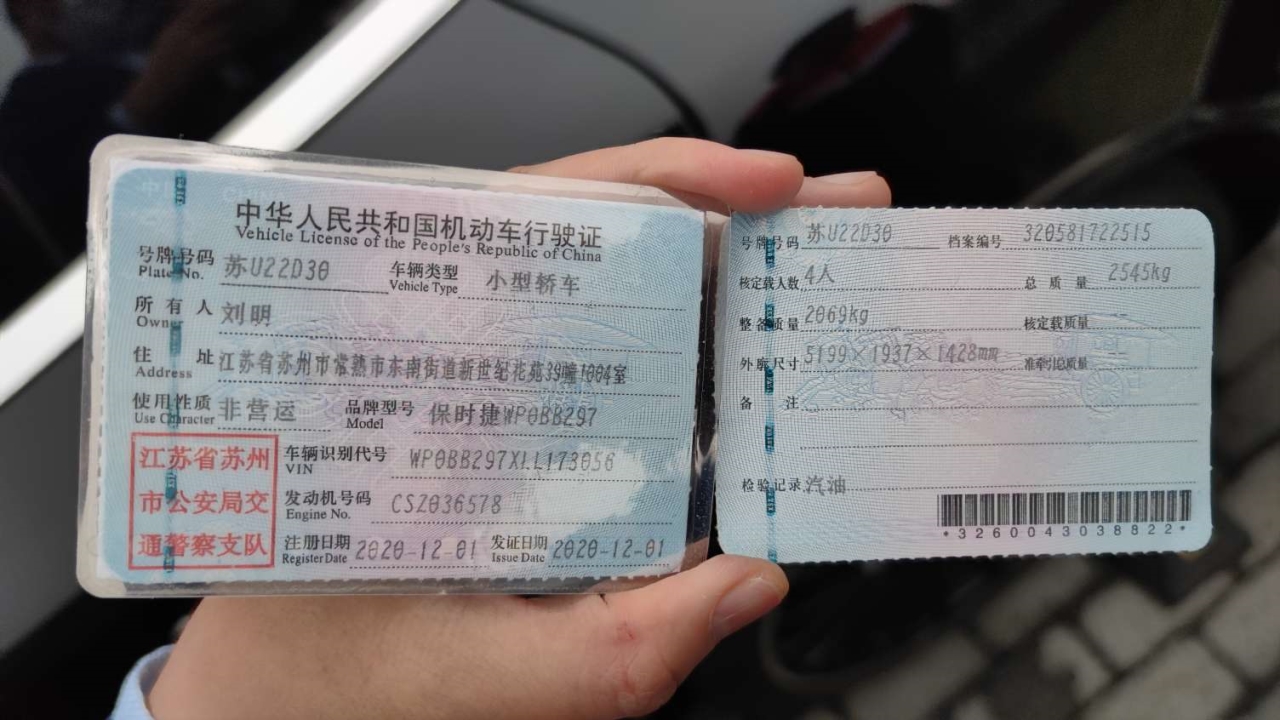 中华人民共和国机动车行驶证
Vehicle License of the People's Republic of China
号牌号码 苏U22D30 车辆类型 小型轿车
Plate No. Vehicle Type
所有人 刘明
Owner
住址 江苏省苏州市常熟市东南街道新世纪花苑39幢1004室
Address
使用性质 非营运 品牌型号 保时捷WP0BB297
Use Character Model
江苏省苏州
市公安局交
通警察支队
车辆识别代号 WP0BB297XLL173056
VIN
发动机号码 CSZ036578
Engine No.
注册日期 2020-12-01 发证日期 2020-12-01
Register Date Issue Date
号牌号码 苏U22D30 档案编号 320581722515
核定载人数 4人 总质量 2545kg
整备质量 2069kg 核定载质量
外廓尺寸 5199×1937×1428mm 准牵引总质量
备注
检验记录 汽油
*3260043038822*